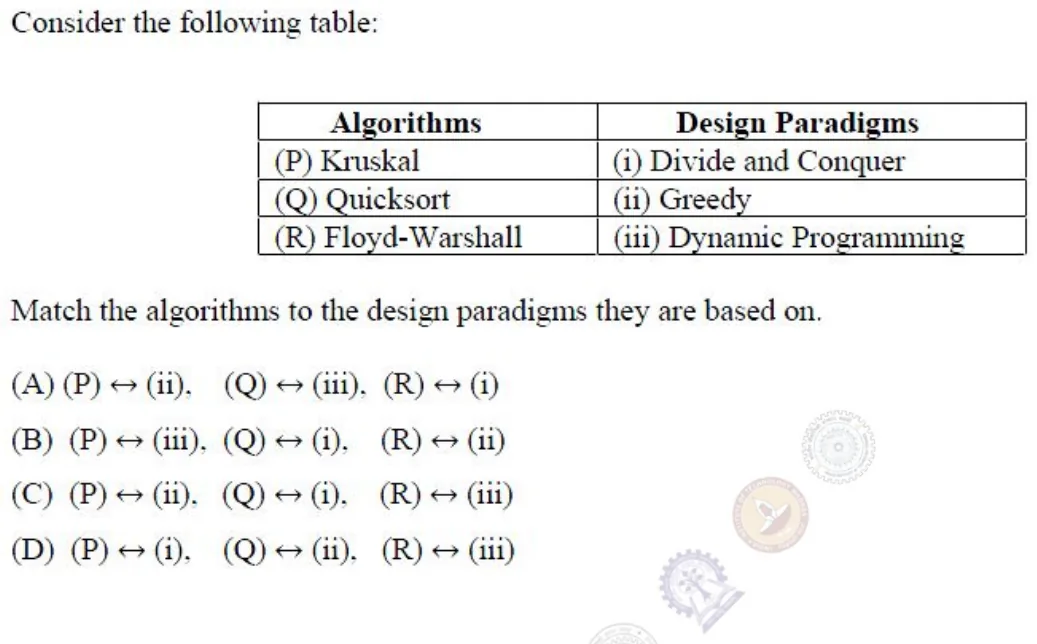 Consider the following table:
Algorithms Design Paradigms
(P) Kruskal (i) Divide and Conquer
(Q) Quicksort (ii) Greedy
(R) Floyd-Warshall (iii) Dynamic Programming
Match the algorithms to the design paradigms they are based on.
(A) (P) ↔ (ii), (Q) ↔ (iii), (R) ↔ (i)
(B) (P) ↔ (iii), (Q) ↔ (i), (R) ↔ (ii)
(C) (P) ↔ (ii), (Q) ↔ (i), (R) ↔ (iii)
(D) (P) ↔ (i), (Q) ↔ (ii), (R) ↔ (iii)